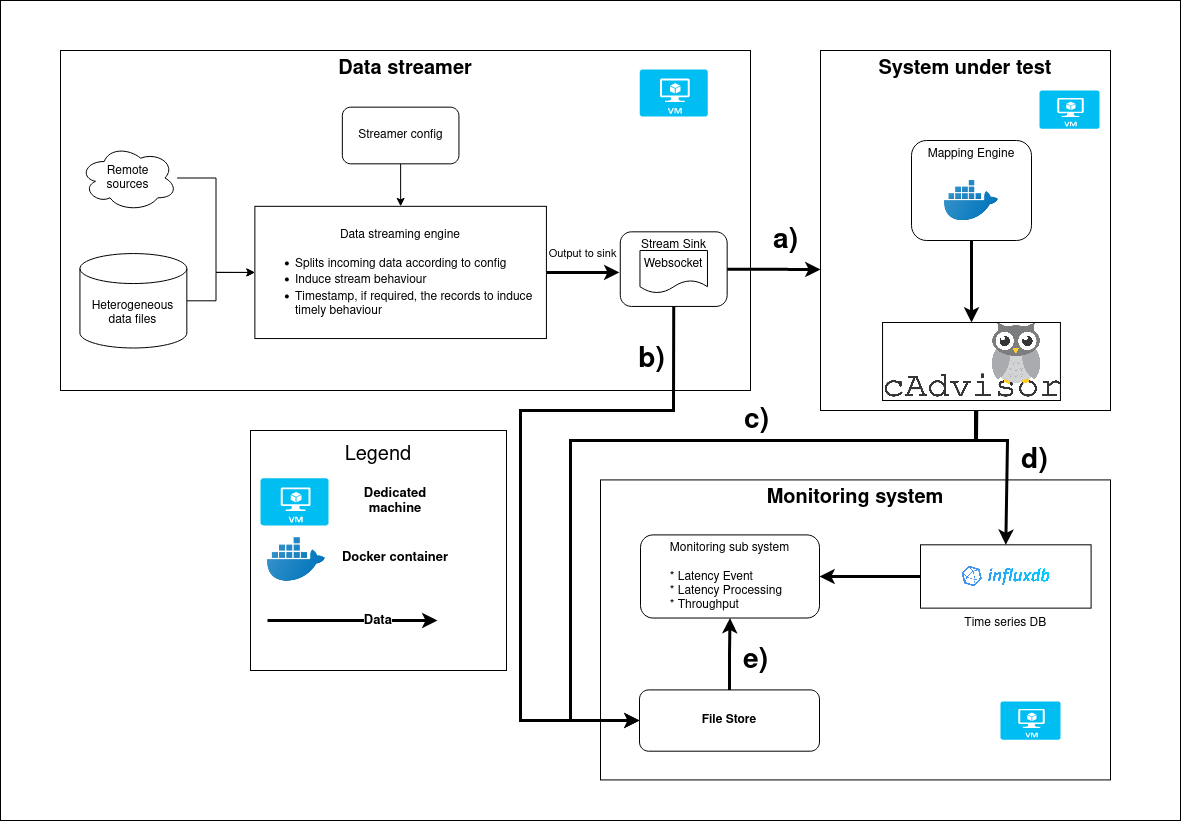 Data streamer
VM
Streamer config
Remote
sources
Heterogeneous
data files
Data streaming engine
• Splits incoming data according to config
• Induce stream behaviour
• Timestamp, if required, the records to induce
timely behaviour
Output to sink
Stream Sink
Websocket
a)
b)
System under test
VM
Mapping Engine
cAdvisor
c)
d)
Legend
VM
Dedicated
machine
Docker container
Data
Monitoring system
Monitoring sub system
* Latency Event
* Latency Processing
* Throughput
influxdb
Time series DB
e)
File Store
VM